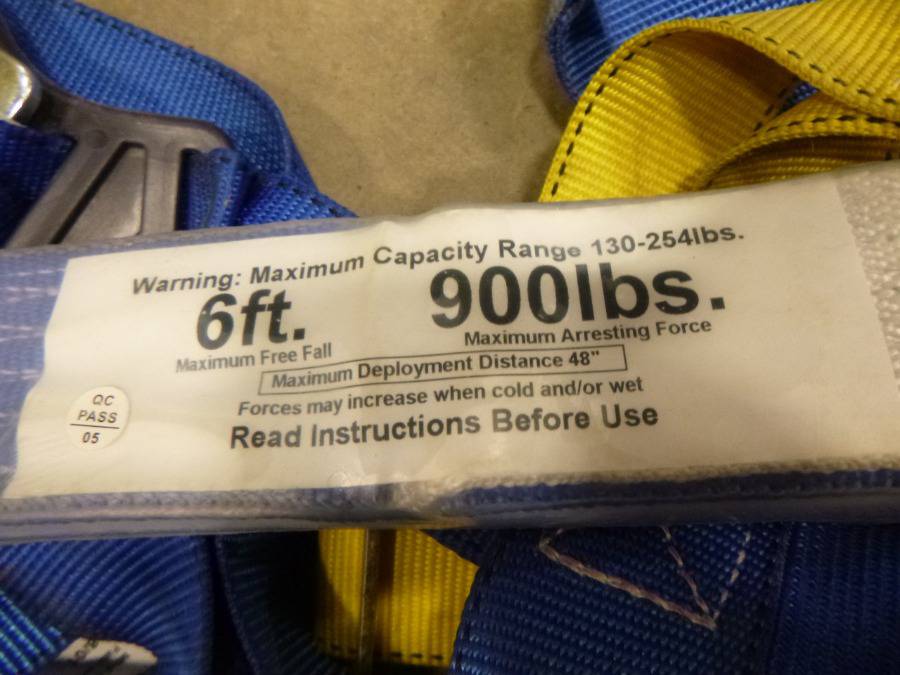 Warning: Maximum Capacity Range 130-254lbs.
6ft.
Maximum Free Fall
900lbs.
Maximum Arresting Force
Maximum Deployment Distance 48"
Forces may increase when cold and/or wet
Read Instructions Before Use
QC
PASS
05